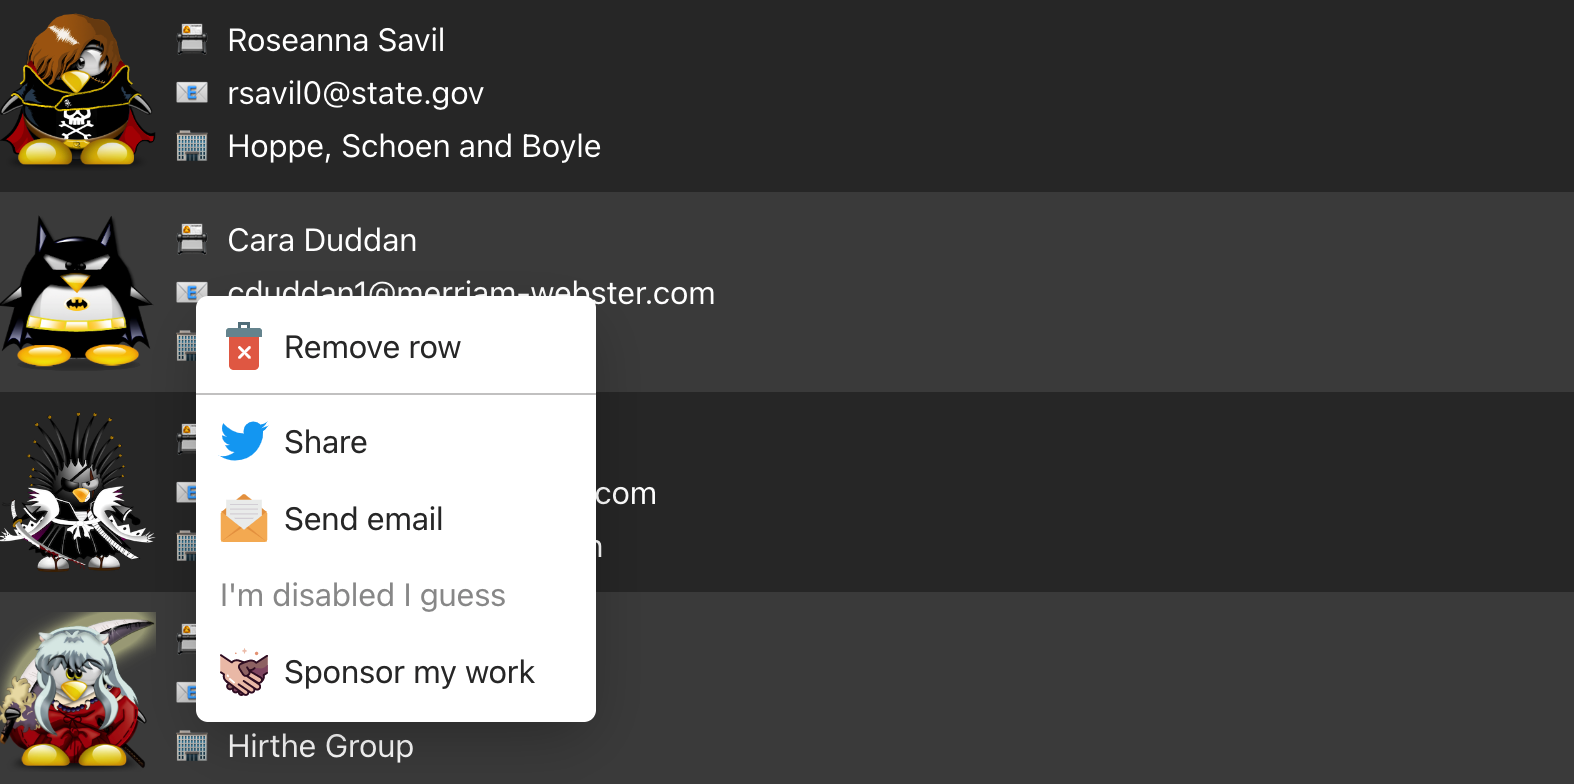 Roseanna Savil
rsavil0@state.gov
Hoppe, Schoen and Boyle
Cara Duddan
cduddan1@merriam-webster.com
Remove row
Share
.com
Send email
I'm disabled I guess
Sponsor my work
Hirthe Group